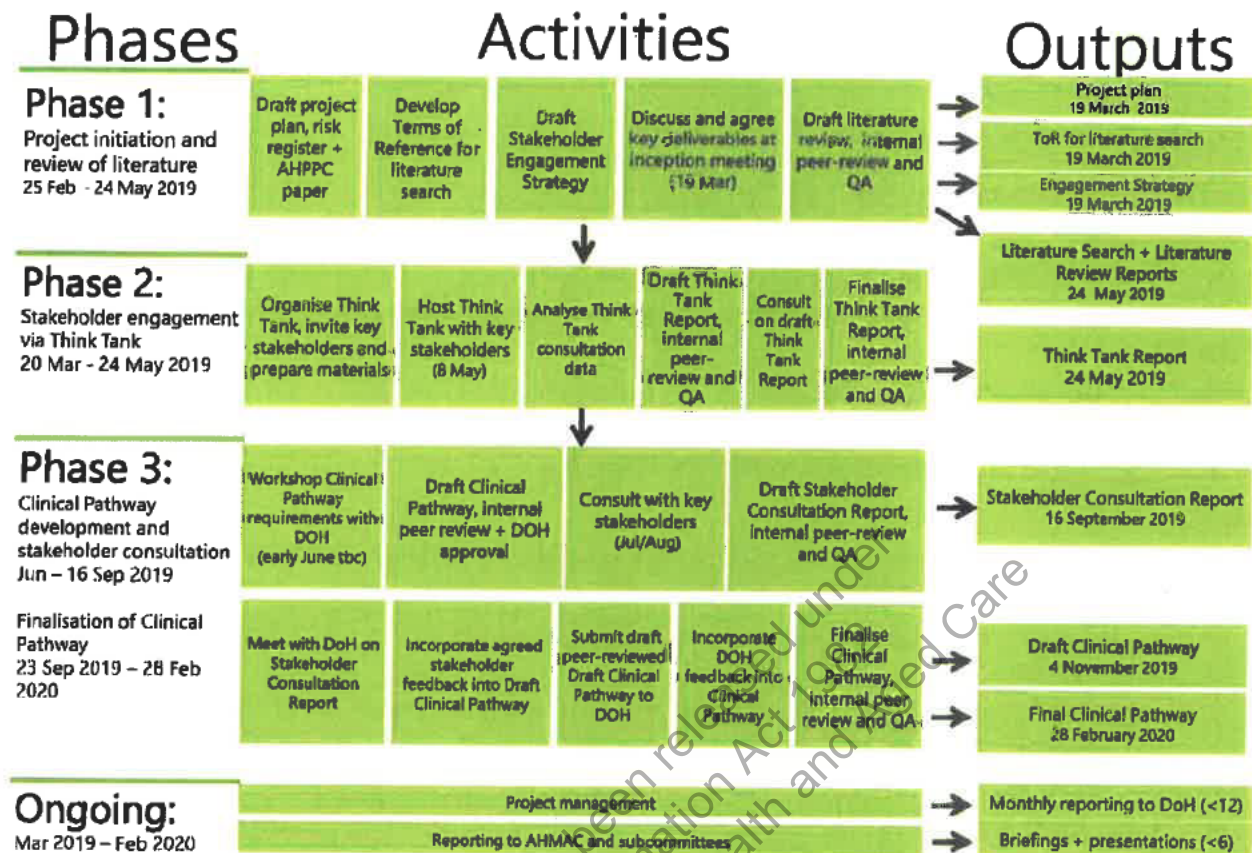 Phases
Activities
Outputs
Phase 1:
Project initiation and
review of literature
25 Feb - 24 May 2019
Draft project
plan, risk
register +
AHPPC
paper
Develop
Terms of
Reference for
literature
search
Draft
Stakeholder
Engagement
Strategy
Discuss and agree
key deliverables at
inception meeting
(19 Mar)
Draft literature
review, internal
peer-review and
QA
Project plan
19 March 2019
ToR for literature search
19 March 2019
Engagement Strategy
19 March 2019
Literature Search + Literature
Review Reports
24 May 2019
Phase 2:
Stakeholder engagement
via Think Tank
20 Mar - 24 May 2019
Organise Think
Tank, invite key
stakeholders and
prepare materials
Host Think
Tank with key
stakeholders
(8 May)
Analyse Think
Tank
consultation
data
Draft Think
Tank
Report,
internal
peer-
review and
QA
Consult
on draft
Think
Tank
Report
Finalise
Think Tank
Report,
internal
peer-review
and QA
Think Tank Report
24 May 2019
Phase 3:
Clinical Pathway
development and
stakeholder consultation
Jun – 16 Sep 2019
Workshop Clinical
Pathway
requirements with
DOH
(early June tbc)
Draft Clinical
Pathway, internal
peer review + DOH
approval
Consult with key
stakeholders
(Jul/Aug)
Draft Stakeholder
Consultation Report,
internal peer-review
and QA
Stakeholder Consultation Report
16 September 2019
Finalisation of Clinical
Pathway
23 Sep 2019 – 28 Feb
2020
Meet with DoH on
Stakeholder
Consultation
Report
Incorporate agreed
stakeholder
feedback into Draft
Clinical Pathway
Submit draft
peer-reviewed
Draft Clinical
Pathway to
DOH
Incorporate
DOH
feedback into
Clinical
Pathway
Finalise
Clinical
Pathway,
internal peer
review and QA
Draft Clinical Pathway
4 November 2019
Final Clinical Pathway
28 February 2020
Ongoing:
Mar 2019 – Feb 2020
Project management
Reporting to AHMAC and subcommittees
Monthly reporting to DoH (<12)
Briefings + presentations (<6)
been released under
Act 1982
Health and Aged Care